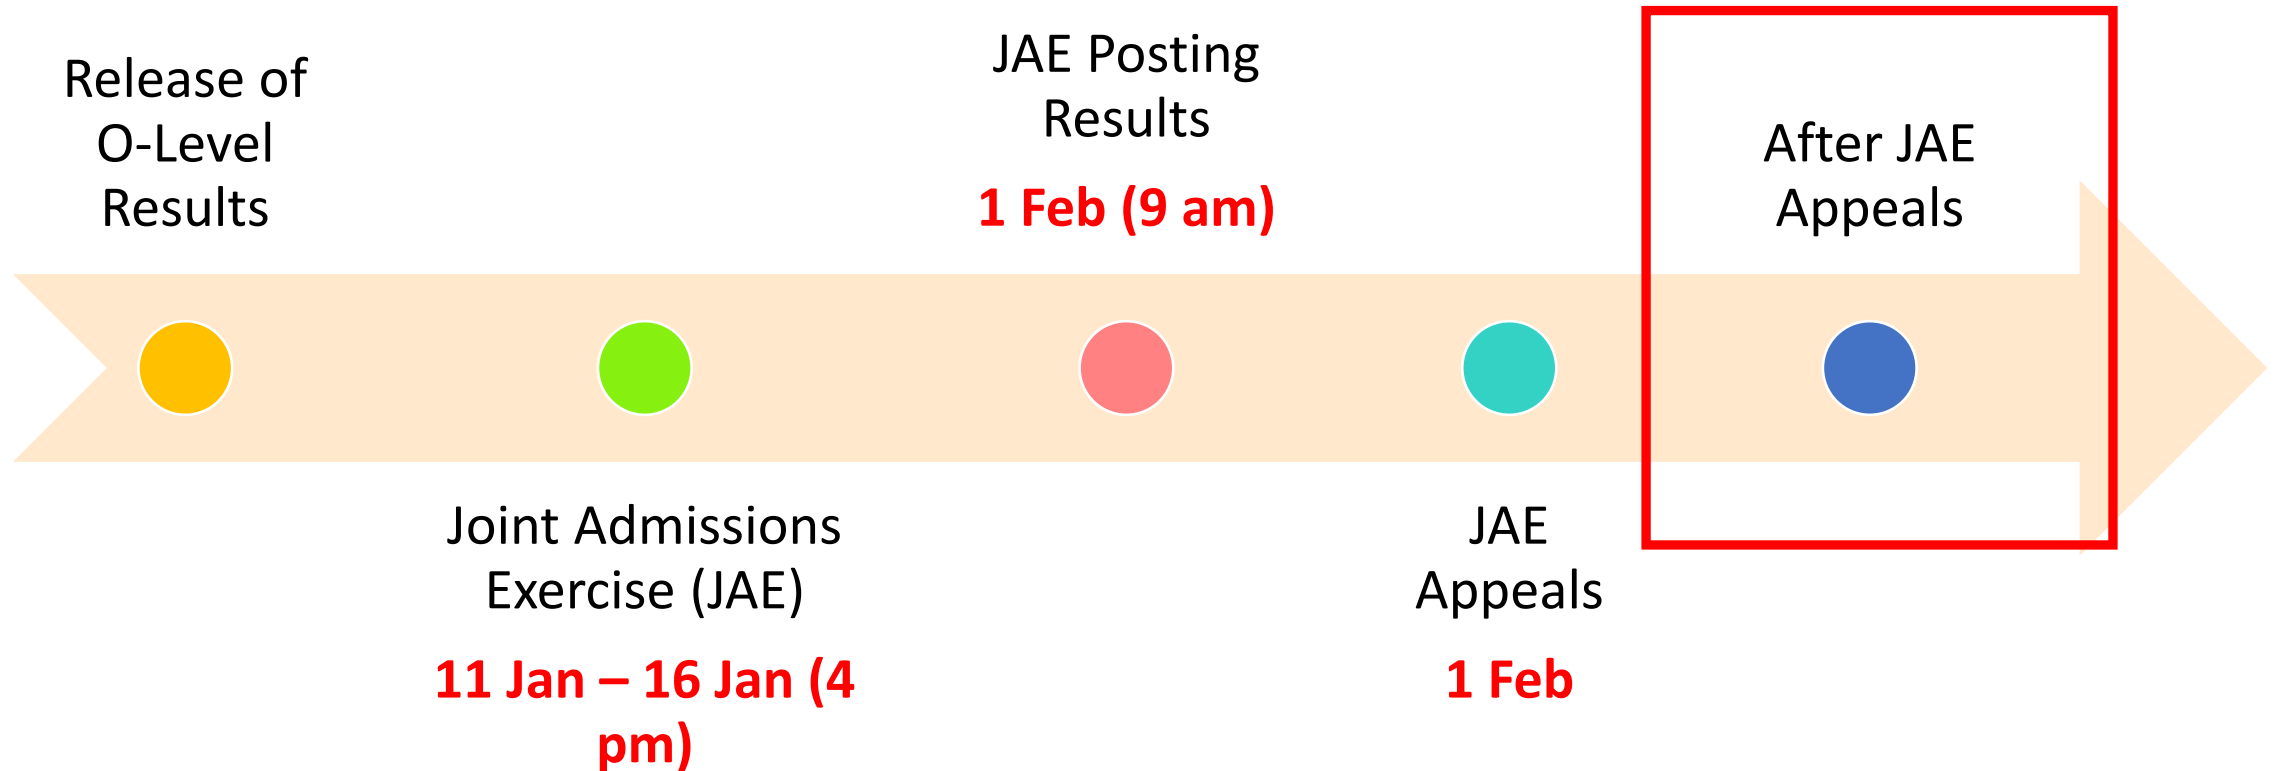 Release of
O-Level
Results
Joint Admissions
Exercise (JAE)
11 Jan – 16 Jan (4
pm)
JAE Posting
Results
1 Feb (9 am)
JAE
Appeals
1 Feb
After JAE
Appeals